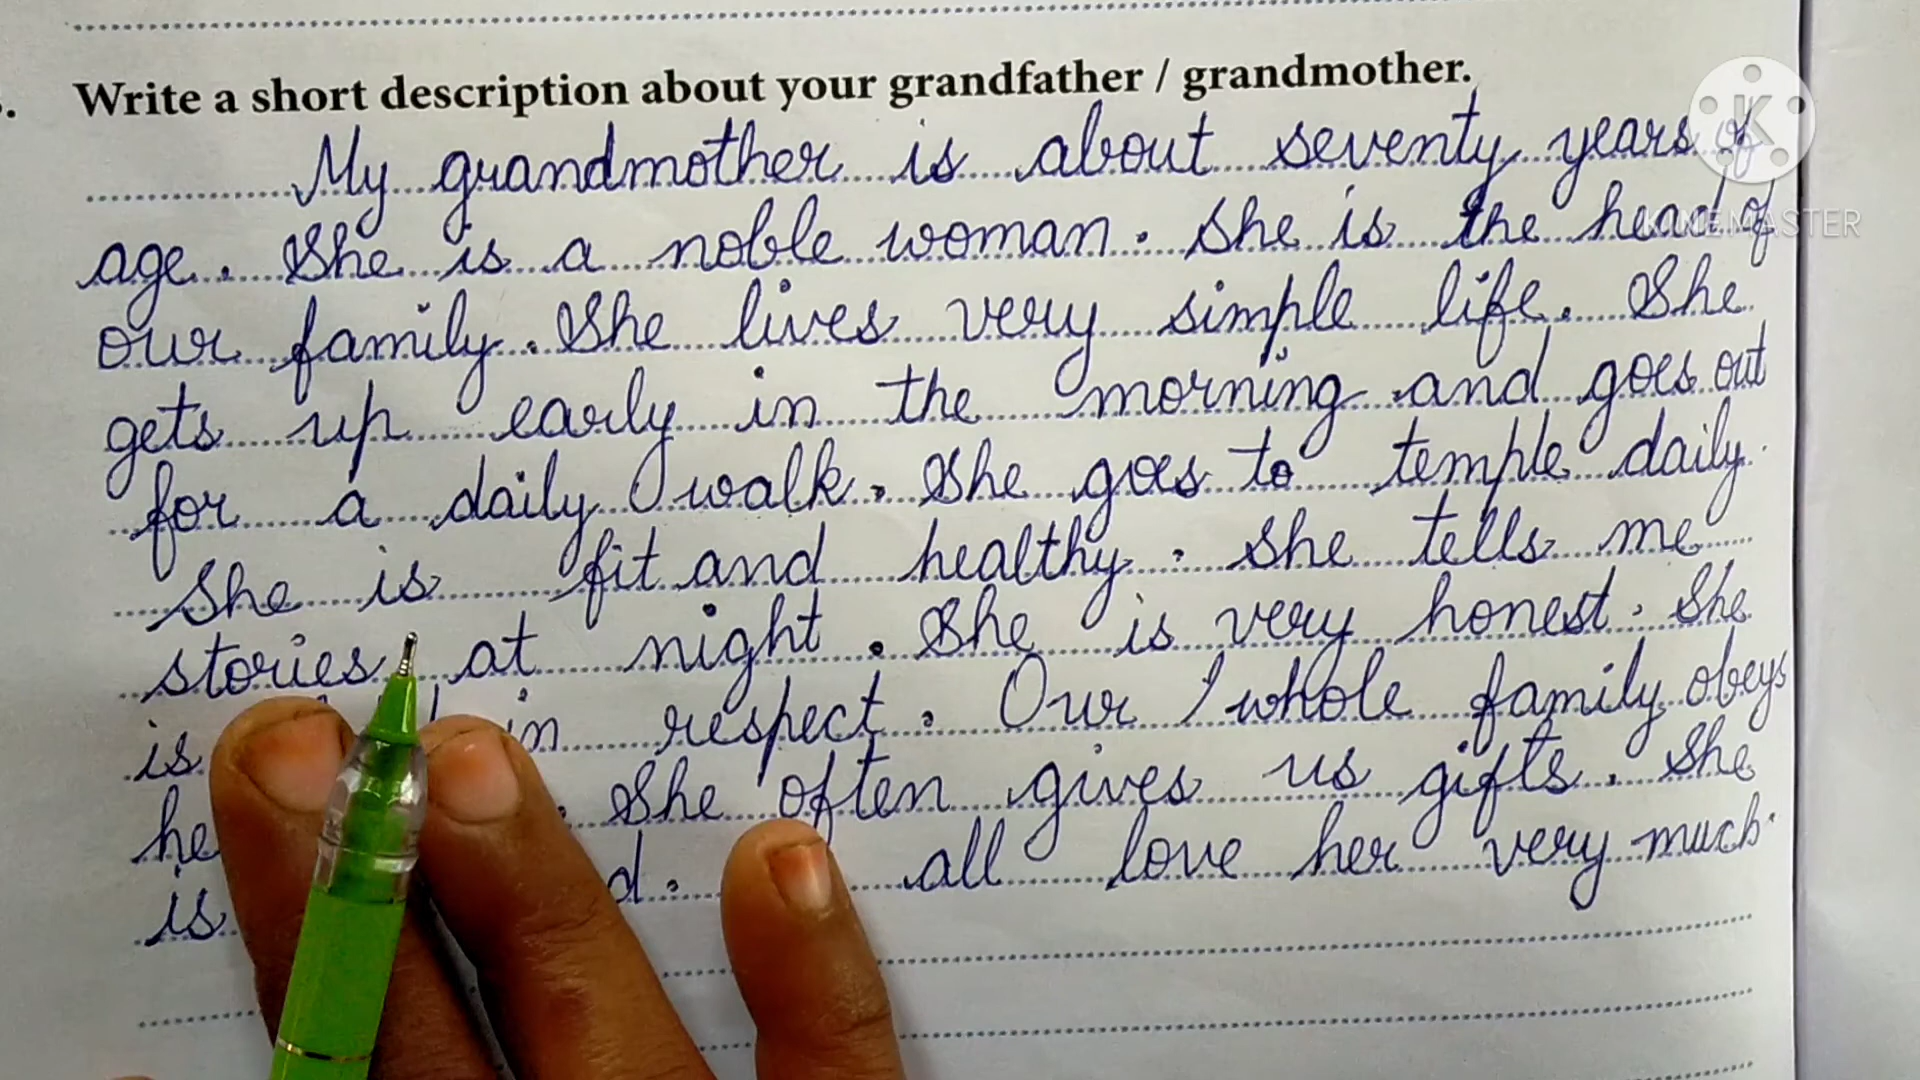 Write a short description about your grandfather / grandmother.
My grandmother is about seventy years of
age. She is a noble woman. She is the head of
our family. She lives very simple life. She
gets up early in the morning and goes out
for a daily walk. She goes to temple daily.
She is fit and healthy. She tells me
stories at night. She is very honest. She
is in respect. Our whole family obeys
She often gives us gifts. She
is all love her very much.
K
KINEMASTER